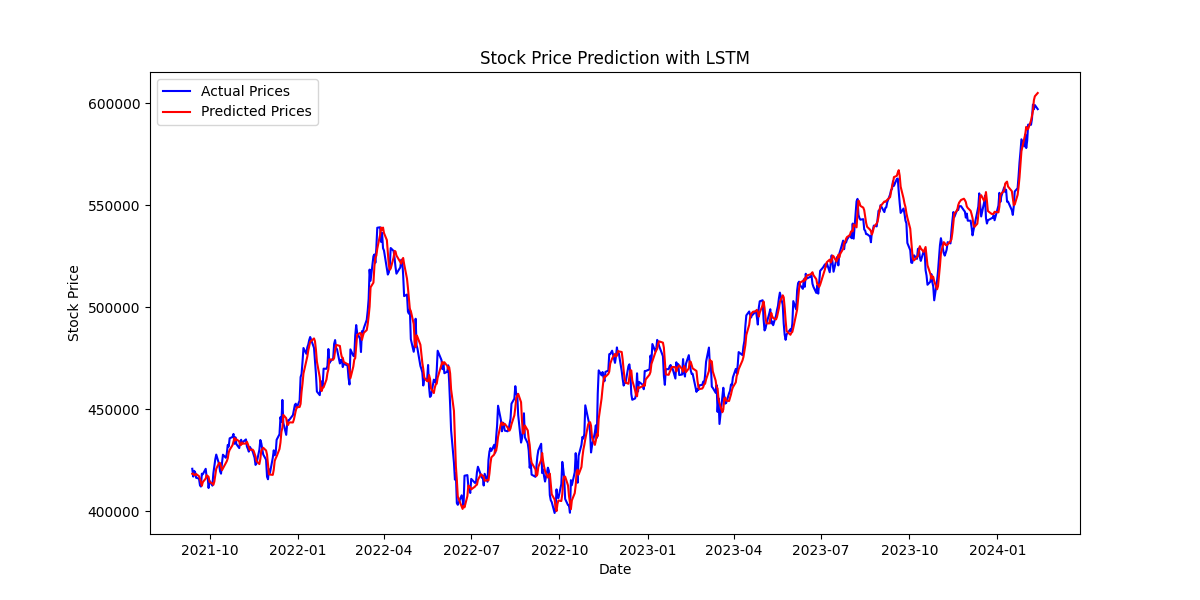 Stock Price Prediction with LSTM
Actual Prices
Predicted Prices
600000
550000
500000
450000
400000
Stock Price
2021-10 2022-01 2022-04 2022-07 2022-10 2023-01 2023-04 2023-07 2023-10 2024-01
Date